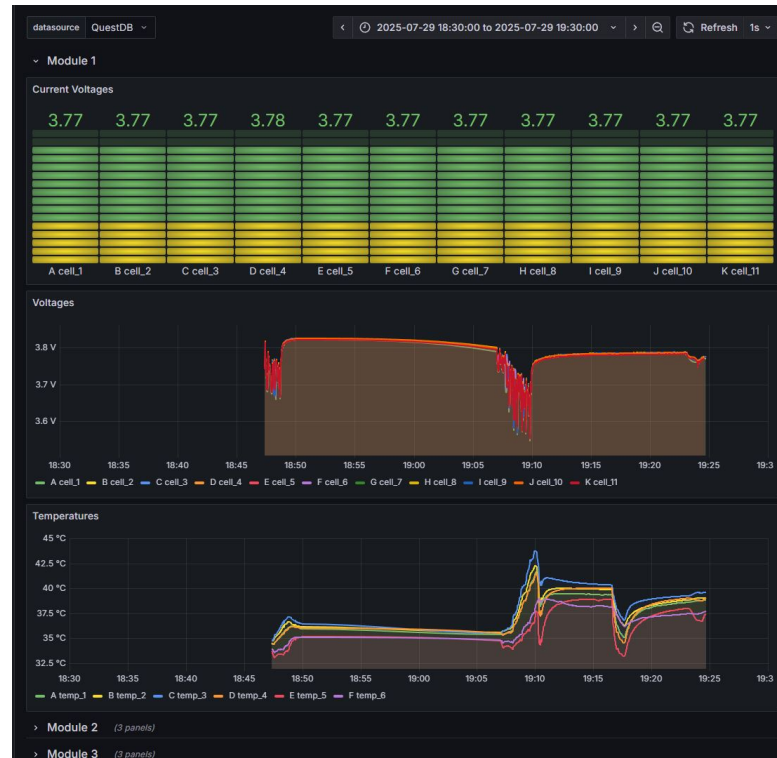 datasource QuestDB 2025-07-29 18:30:00 to 2025-07-29 19:30:00 Refresh 1s
Module 1
Current Voltages
3.77 3.77 3.77 3.78 3.77 3.77 3.77 3.77 3.77 3.77 3.77
A cell_1 B cell_2 C cell_3 D cell_4 E cell_5 F cell_6 G cell_7 H cell_8 I cell_9 J cell_10 K cell_11
Voltages
3.8 V
3.7 V
3.6 V
18:30 18:35 18:40 18:45 18:50 18:55 19:00 19:05 19:10 19:15 19:20 19:25 19:3
A cell_1 B cell_2 C cell_3 D cell_4 E cell_5 F cell_6 G cell_7 H cell_8 I cell_9 J cell_10 K cell_11
Temperatures
45 °C
42.5 °C
40 °C
37.5 °C
35 °C
32.5 °C
18:30 18:35 18:40 18:45 18:50 18:55 19:00 19:05 19:10 19:15 19:20 19:25 19:3
A temp_1 B temp_2 C temp_3 D temp_4 E temp_5 F temp_6
Module 2 (3 panels)
Module 3 (3 panels)